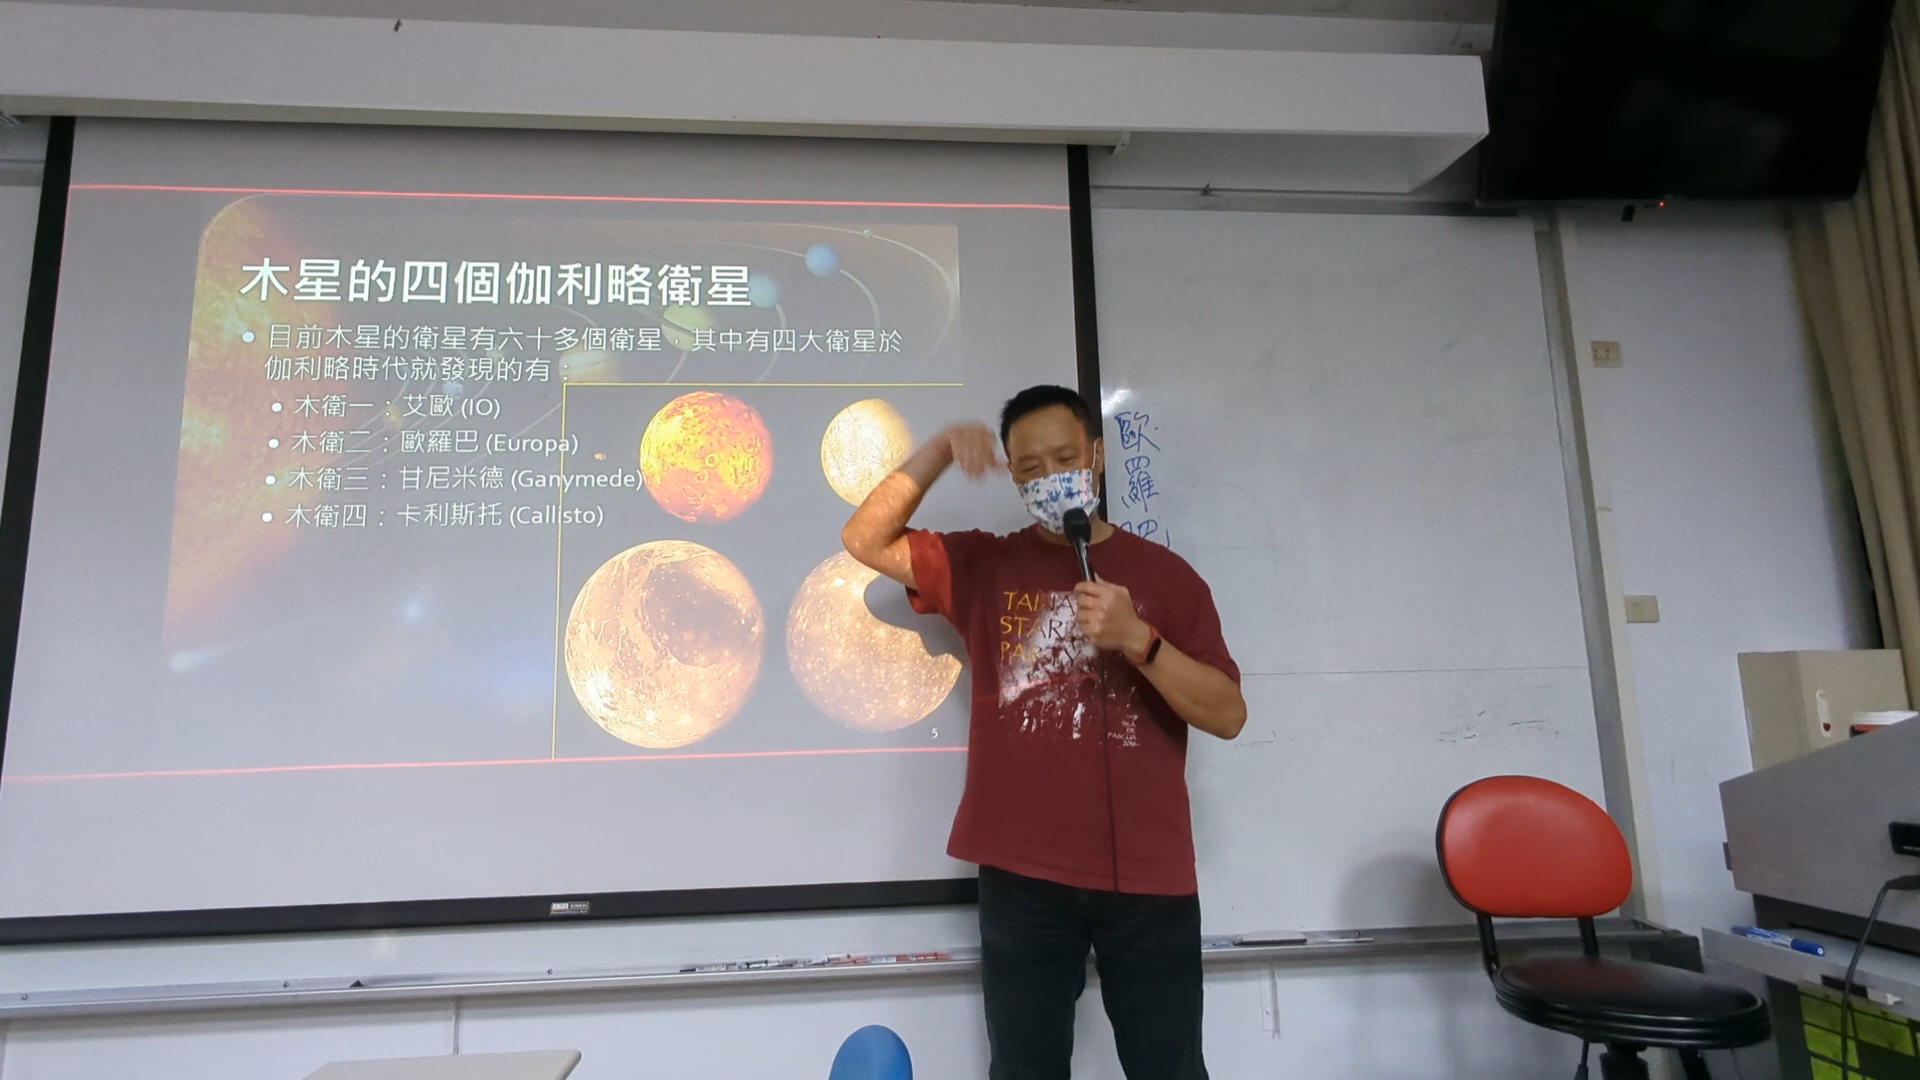 木星的四個伽利略衛星
• 目前木星的衛星有六十多個衛星，其中有四大衛星於
伽利略時代就發現的有：
• 木衛一：艾歐 (IO)
• 木衛二：歐羅巴 (Europa)
• 木衛三：甘尼米德 (Ganymede)
• 木衛四：卡利斯托 (Callisto)
5
歐
羅
巴
STAR